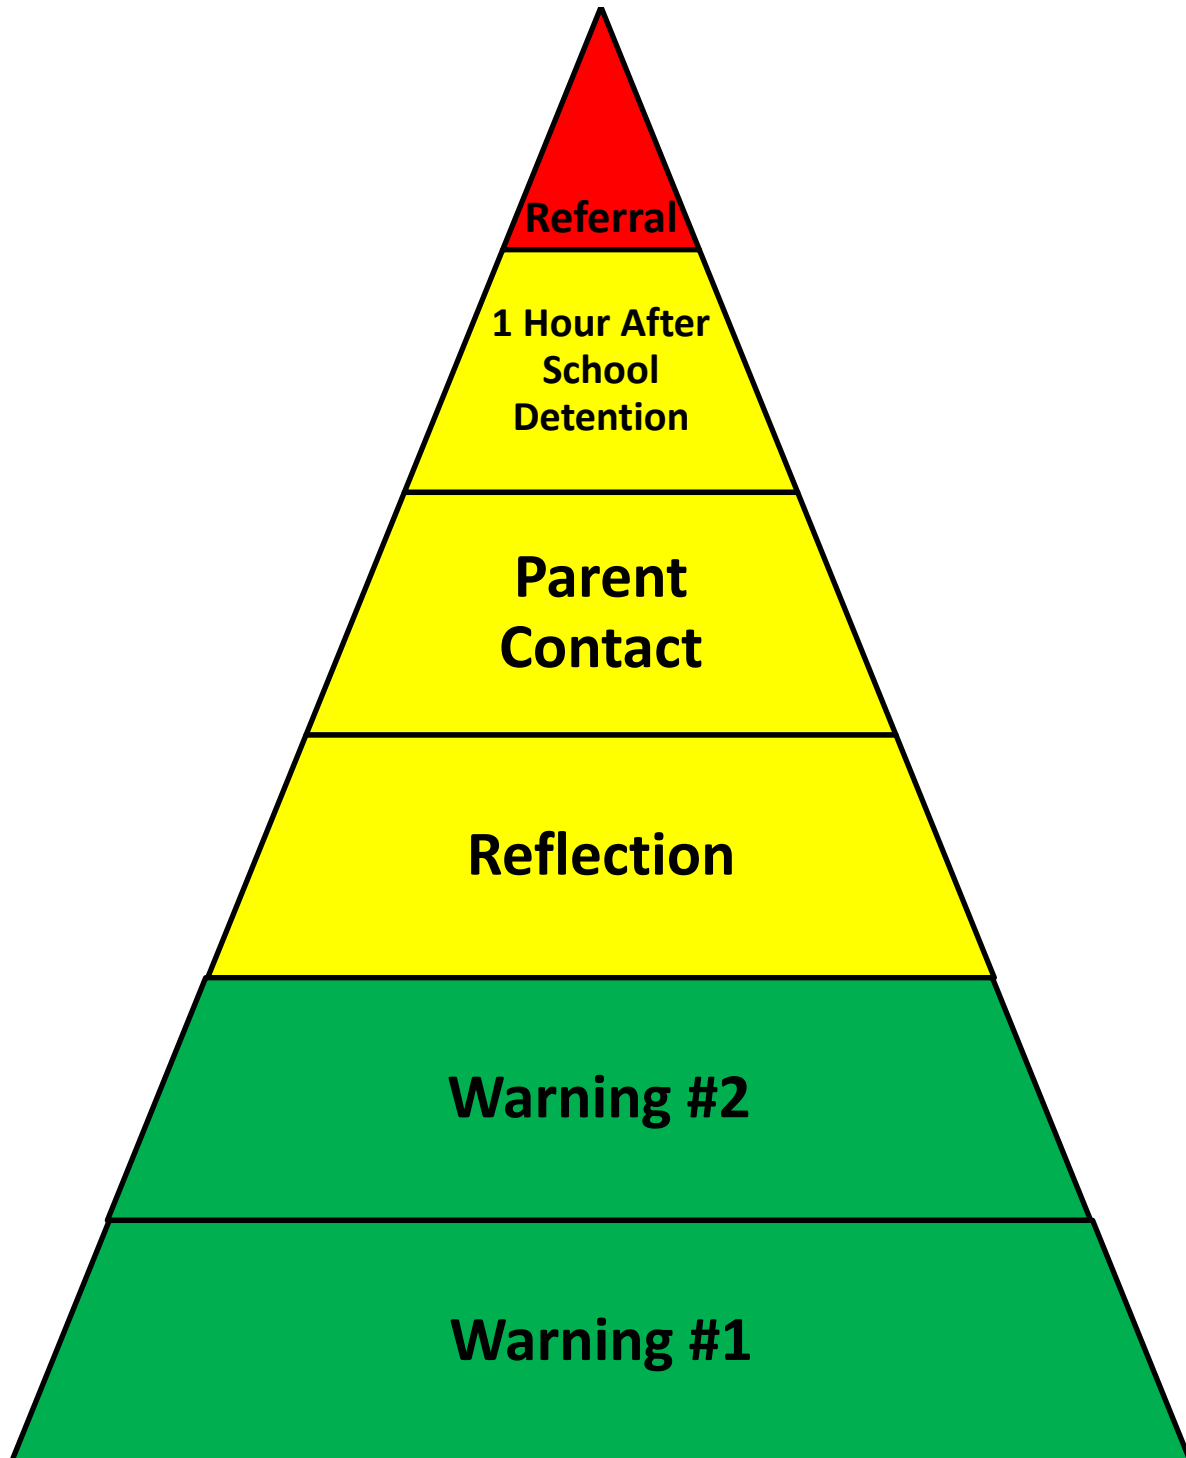 Referral
1 Hour After
School
Detention
Parent
Contact
Reflection
Warning #2
Warning #1